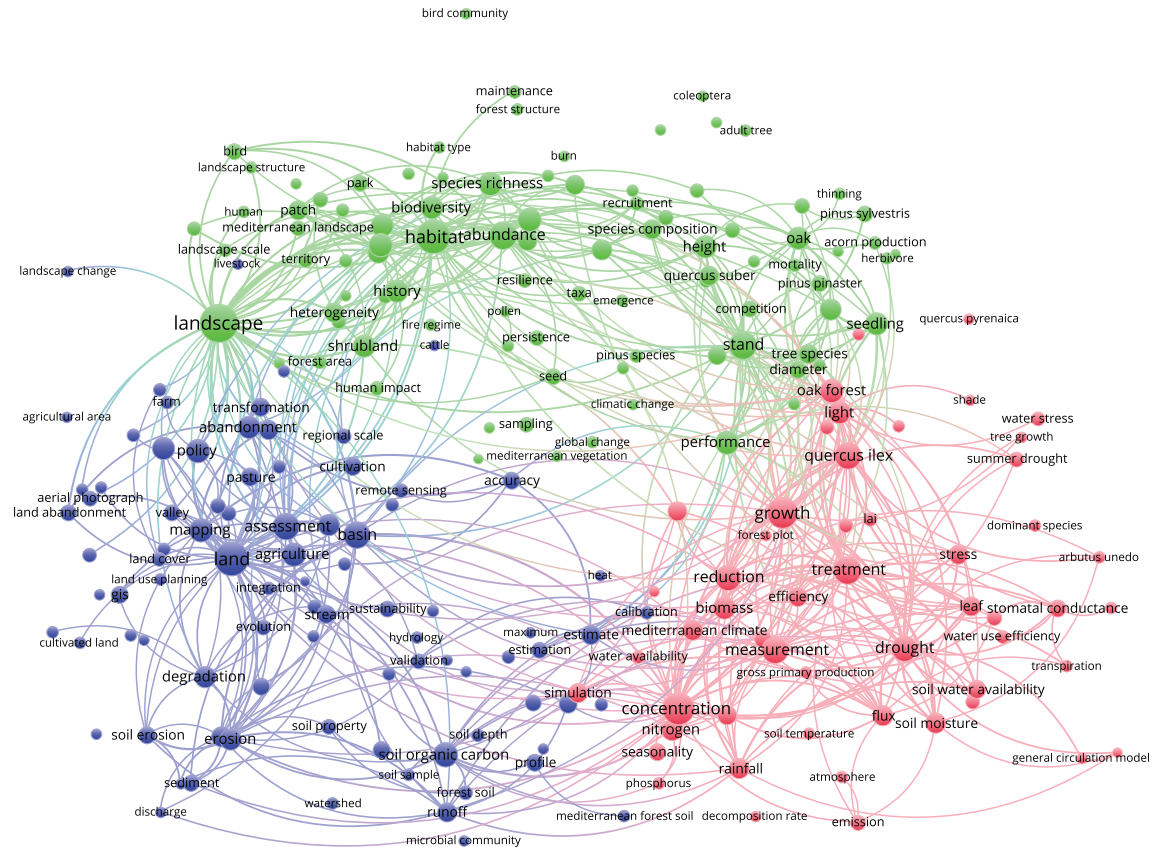 bird community
maintenance
coleoptera
forest structure
adult tree
habitat type
bird
burn
landscape structure
park
species richness
thinning
recruitment
biodiversity
human
patch
pinus sylvestris
mediterranean landscape
species composition
habitat
abundance
oak
height
acorn production
landscape scale
territory
herbivore
livestock
mortality
landscape change
quercus suber
resilience
pinus pinaster
history
taxa
emergence
competition
heterogeneity
pollen
quercus pyrenaica
landscape
fire regime
seedling
persistence
shrubland
cattle
stand
pinus species
tree species
forest area
diameter
seed
human impact
oak forest
farm
shade
transformation
climatic change
light
agricultural area
water stress
abandonment
sampling
regional scale
tree growth
global change
performance
policy
mediterranean vegetation
quercus ilex
summer drought
cultivation
pasture
accuracy
remote sensing
aerial photograph
land abandonment
valley
growth
lai
assessment
dominant species
mapping
basin
forest plot
agriculture
stress
arbutus unedo
land cover
land
treatment
heat
reduction
land use planning
integration
gis
efficiency
leaf
stomatal conductance
biomass
sustainability
calibration
stream
evolution
mediterranean climate
maximum
estimate
water use efficiency
hydrology
cultivated land
drought
estimation
measurement
water availability
validation
transpiration
gross primary production
degradation
soil water availability
simulation
concentration
flux
soil moisture
soil property
nitrogen
soil depth
soil temperature
soil erosion
erosion
seasonality
soil organic carbon
general circulation model
profile
rainfall
soil sample
atmosphere
sediment
phosphorus
forest soil
watershed
discharge
runoff
mediterranean forest soil
decomposition rate
emission
microbial community